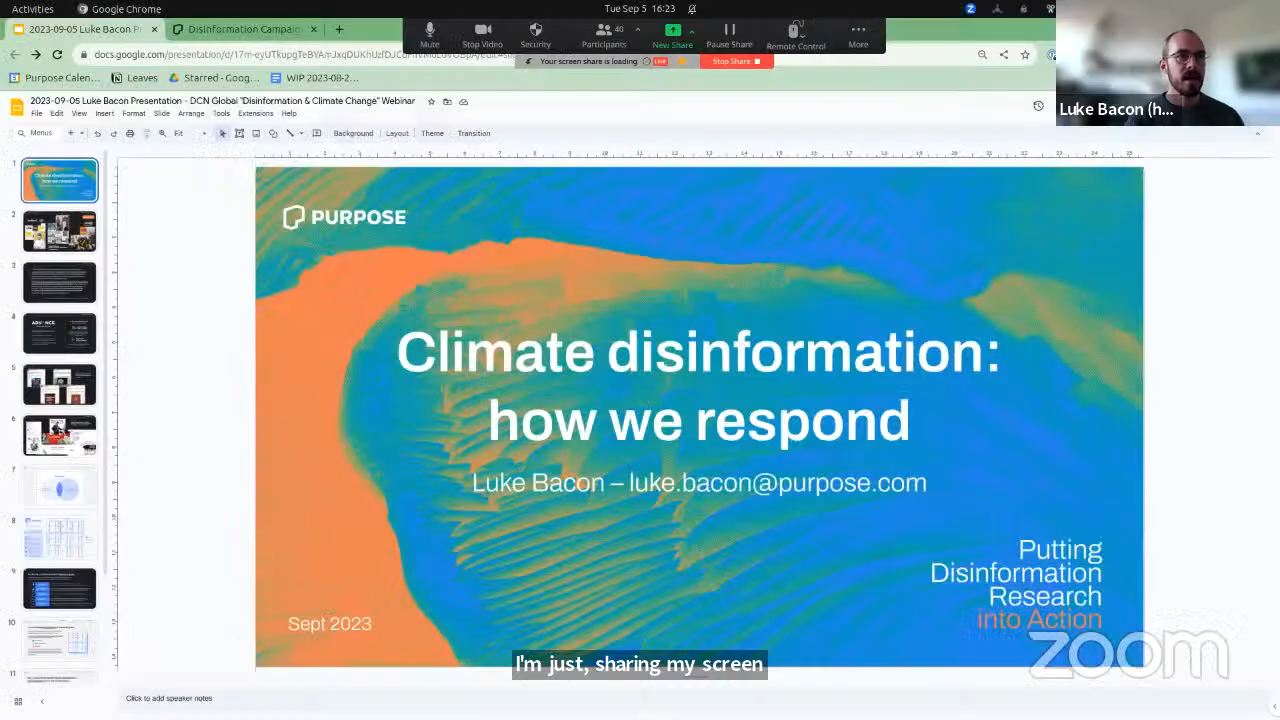 Activities
Google Chrome
Tue Sep 5 16:23
2023-09-05 Luke Bacon Pr
Disinformation Campaig
Mute
Stop Video
Security
Participants
40
New Share
Pause Share
Remote Control
More
Your screen share is loading
LIVE
Stop Share
Purpose Calen...
Leaves
Starred - Goog...
WIP 2023-08-2...
Luke Bacon (h...
2023-09-05 Luke Bacon Presentation - DCN Global "Disinformation & Climate Change" Webinar
File Edit View Insert Format Slide Arrange Tools Extensions Help
Menus
Fit
Background
Layout
Theme
Transition
PURPOSE
Climate disinformation:
how we respond
Luke Bacon – luke.bacon@purpose.com
Putting
Disinformation
Research
into Action
Sept 2023
zoom
I'm just, sharing my screen
Click to add speaker notes